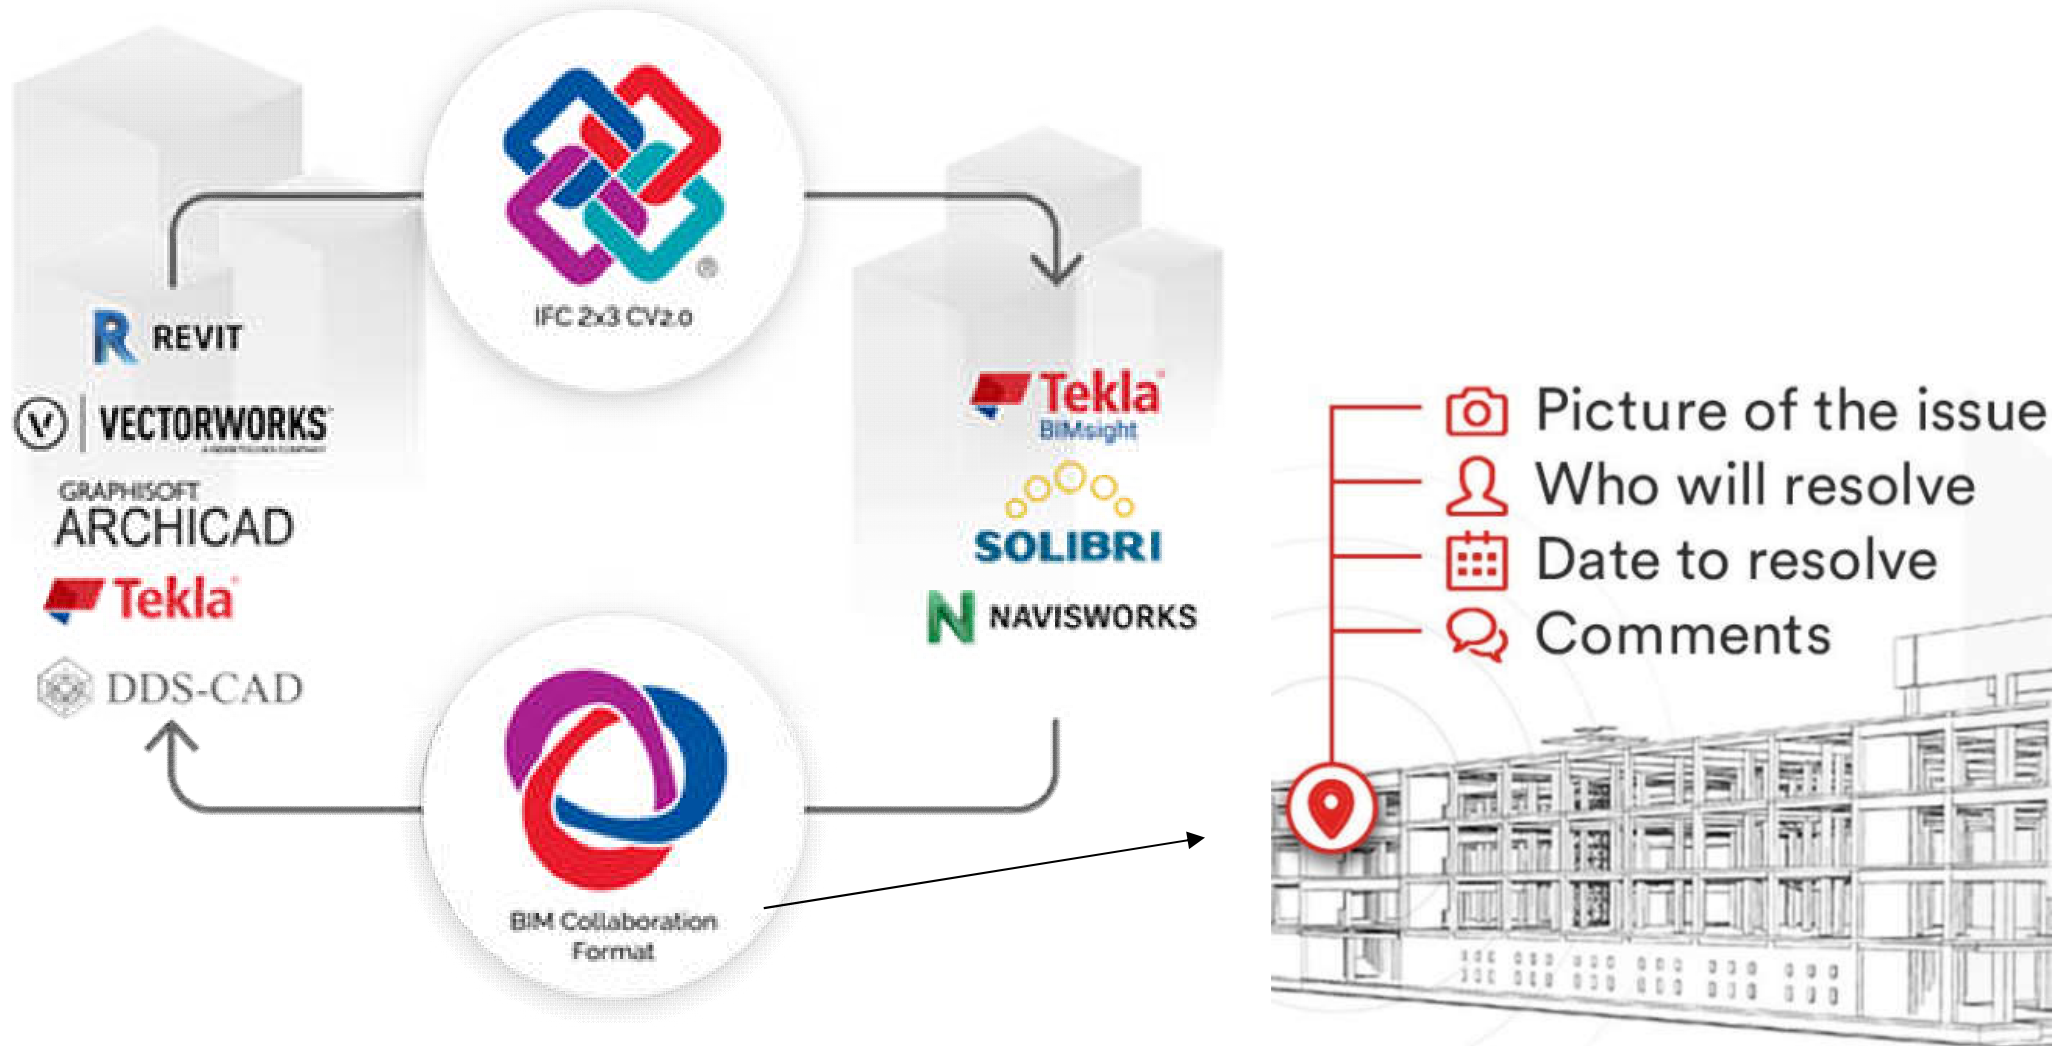 ®
IFC 2x3 CV2.0
R REVIT
V VECTORWORKS
GRAPHISOFT
ARCHICAD
Tekla
DDS-CAD
Tekla
BIMsight
SOLIBRI
N NAVISWORKS
BIM Collaboration
Format
Picture of the issue
Who will resolve
Date to resolve
Comments